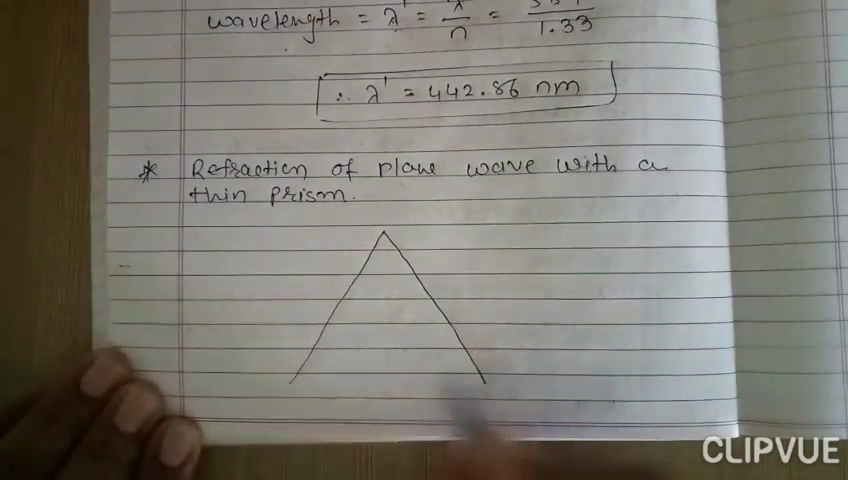 wavelength = λ' = λ/n = 1.33
∴ λ' = 442.86 nm
* Refraction of plane wave with a
thin prism.
CLIPVUE